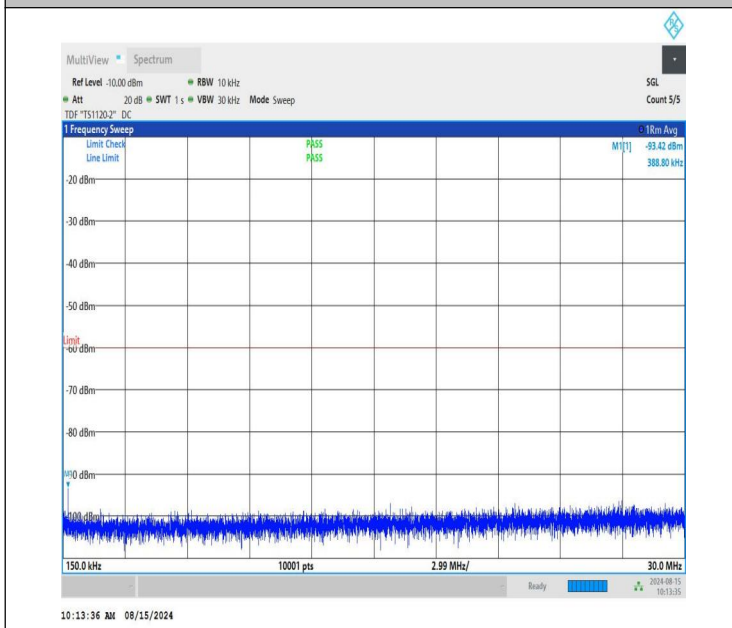 MultiView Spectrum
Ref Level -10.00 dBm RBW 10 kHz SGL
Att 20 dB SWT 1 s VBW 30 kHz Mode Sweep Count 5/5
TDF "TS1120-2" DC
1 Frequency Sweep 1Rm Avg
Limit Check PASS M1[1] -93.42 dBm
Line Limit PASS 388.80 kHz
-20 dBm
-30 dBm
-40 dBm
-50 dBm
Limit
-60 dBm
-70 dBm
-80 dBm
-100 dBm
150.0 kHz 10001 pts 2.99 MHz/ 30.0 MHz
Ready 2024-08-15
10:13:35
10:13:36 AM 08/15/2024